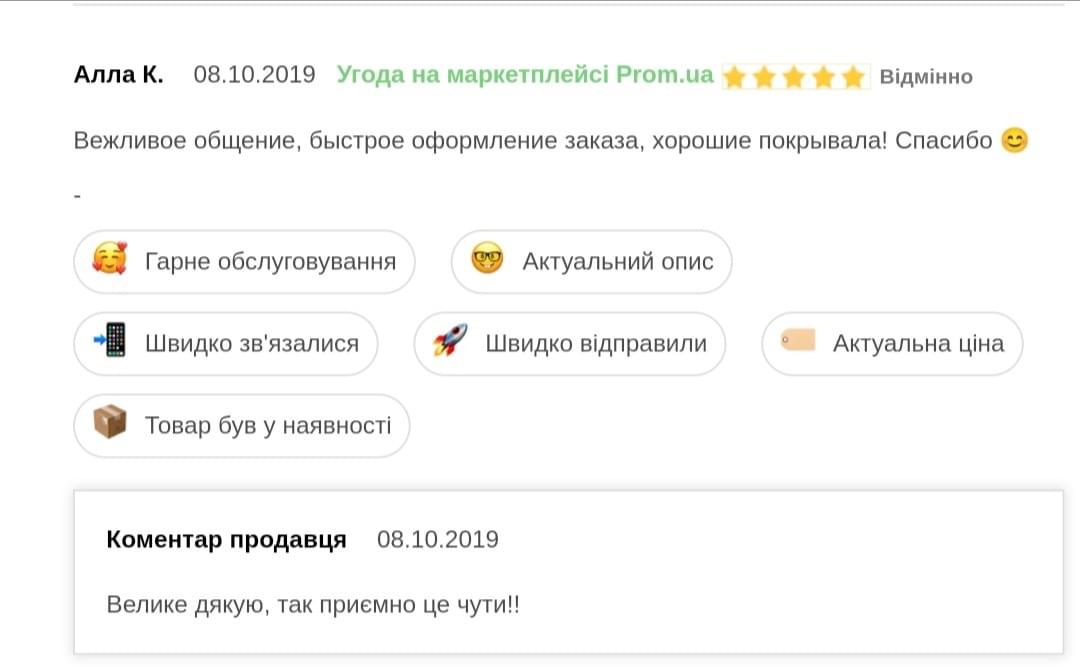 Алла К. 08.10.2019 Угода на маркетплейсі Prom.ua Відмінно
Вежливое общение, быстрое оформление заказа, хорошие покрывала! Спасибо 😊
-
Гарне обслуговування Актуальний опис
Швидко зв'язалися Швидко відправили Актуальна ціна
Товар був у наявності
Коментар продавця 08.10.2019
Велике дякую, так приємно це чути!!